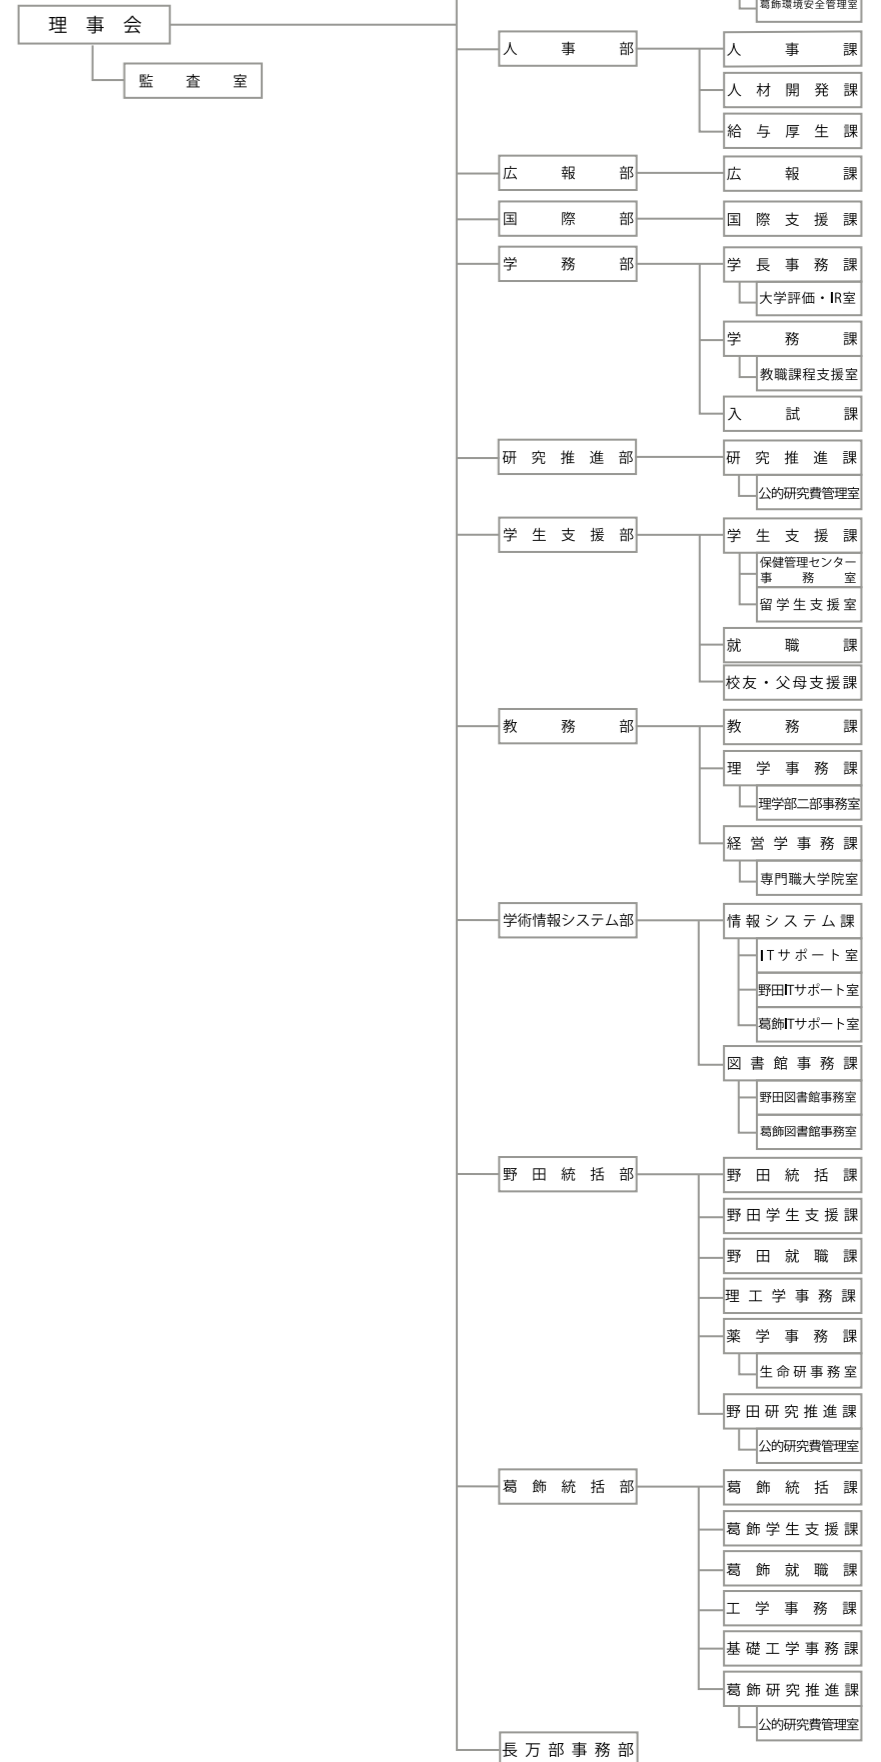 葛飾環境安全管理室
理事会
監査室
人事部
人事課
人材開発課
給与厚生課
広報部
広報課
国際部
国際支援課
学務部
学長事務課
大学評価・IR室
学務課
教職課程支援室
入試課
研究推進部
研究推進課
公的研究費管理室
学生支援部
学生支援課
保健管理センター
事務室
留学生支援室
就職課
校友・父母支援課
教務部
教務課
理学事務課
理学部二部事務室
経営学事務課
専門職大学院室
学術情報システム部
情報システム課
ITサポート室
野田ITサポート室
葛飾ITサポート室
図書館事務課
野田図書館事務室
葛飾図書館事務室
野田統括部
野田統括課
野田学生支援課
野田就職課
理工学事務課
薬学事務課
生命研事務室
野田研究推進課
公的研究費管理室
葛飾統括部
葛飾統括課
葛飾学生支援課
葛飾就職課
工学事務課
基礎工学事務課
葛飾研究推進課
公的研究費管理室
長万部事務部